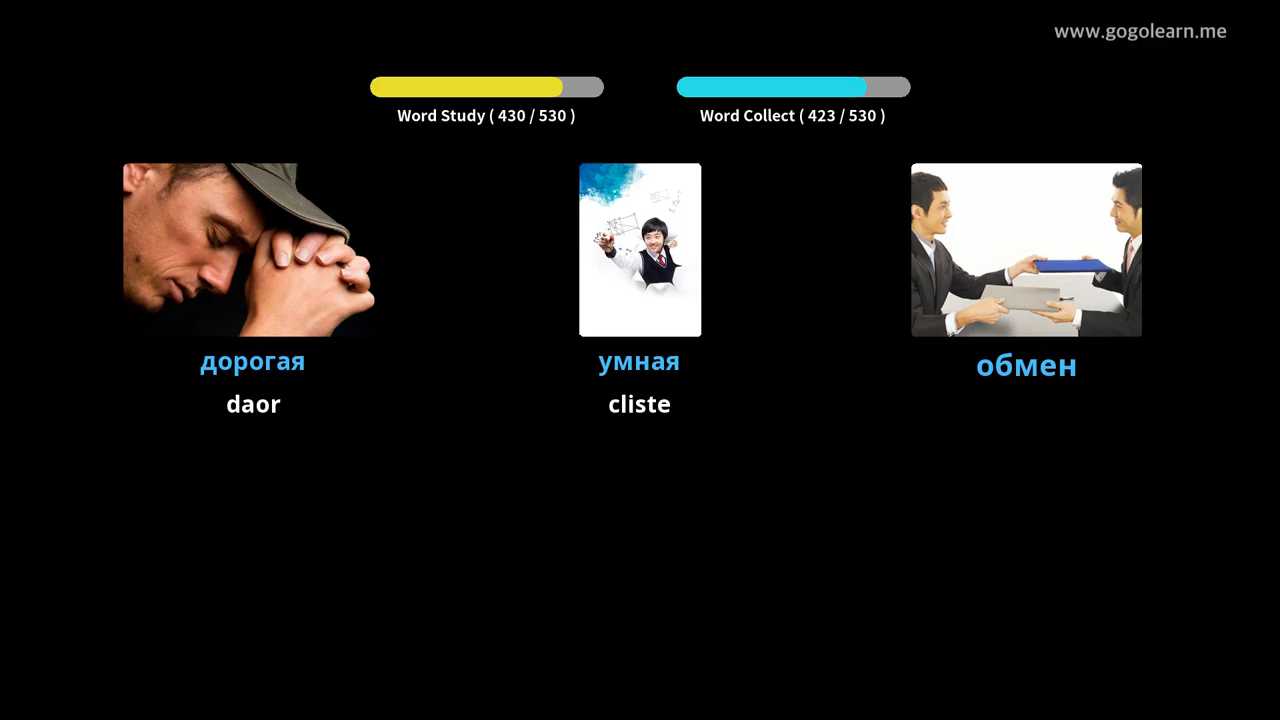 www.gogolearn.me
Word Study ( 430 / 530 )
Word Collect ( 423 / 530 )
дорогая
умная
обмен
daor
cliste